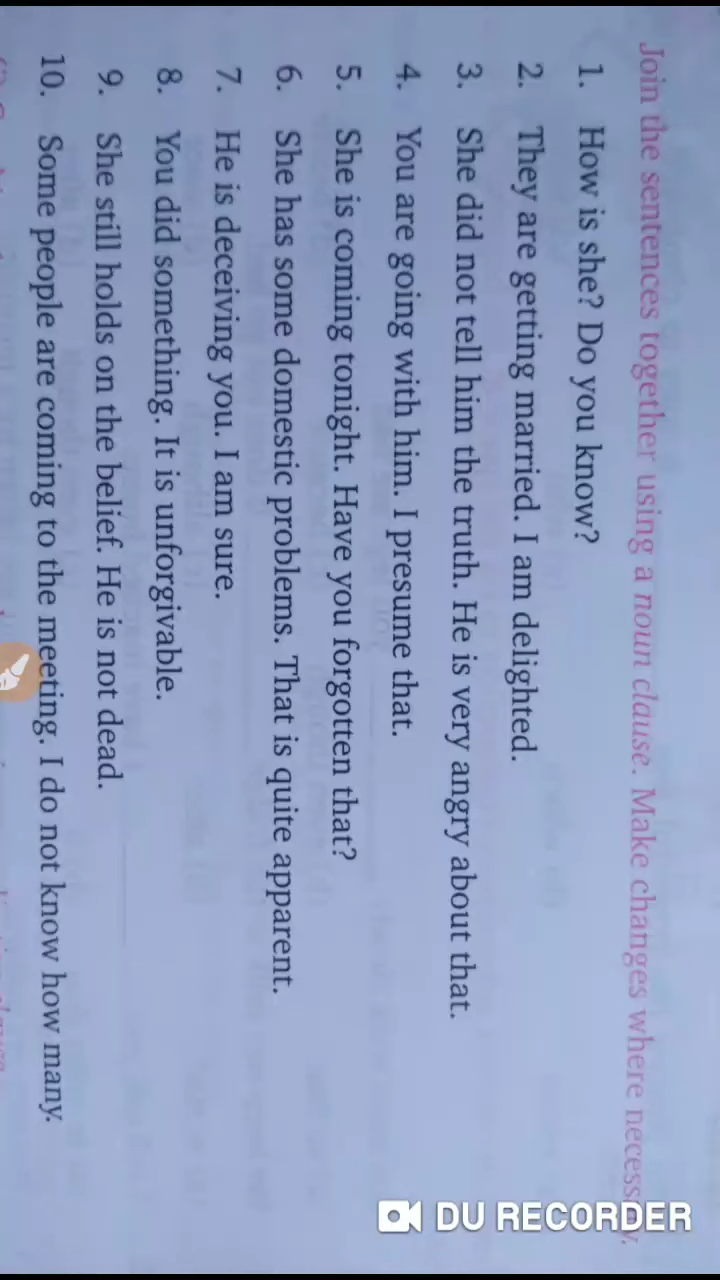 Join the sentences together using a noun clause. Make changes where necessary.
1. How is she? Do you know?
2. They are getting married. I am delighted.
3. She did not tell him the truth. He is very angry about that.
4. You are going with him. I presume that.
5. She is coming tonight. Have you forgotten that?
6. She has some domestic problems. That is quite apparent.
7. He is deceiving you. I am sure.
8. You did something. It is unforgivable.
9. She still holds on the belief. He is not dead.
10. Some people are coming to the meeting. I do not know how many.
DU RECORDER